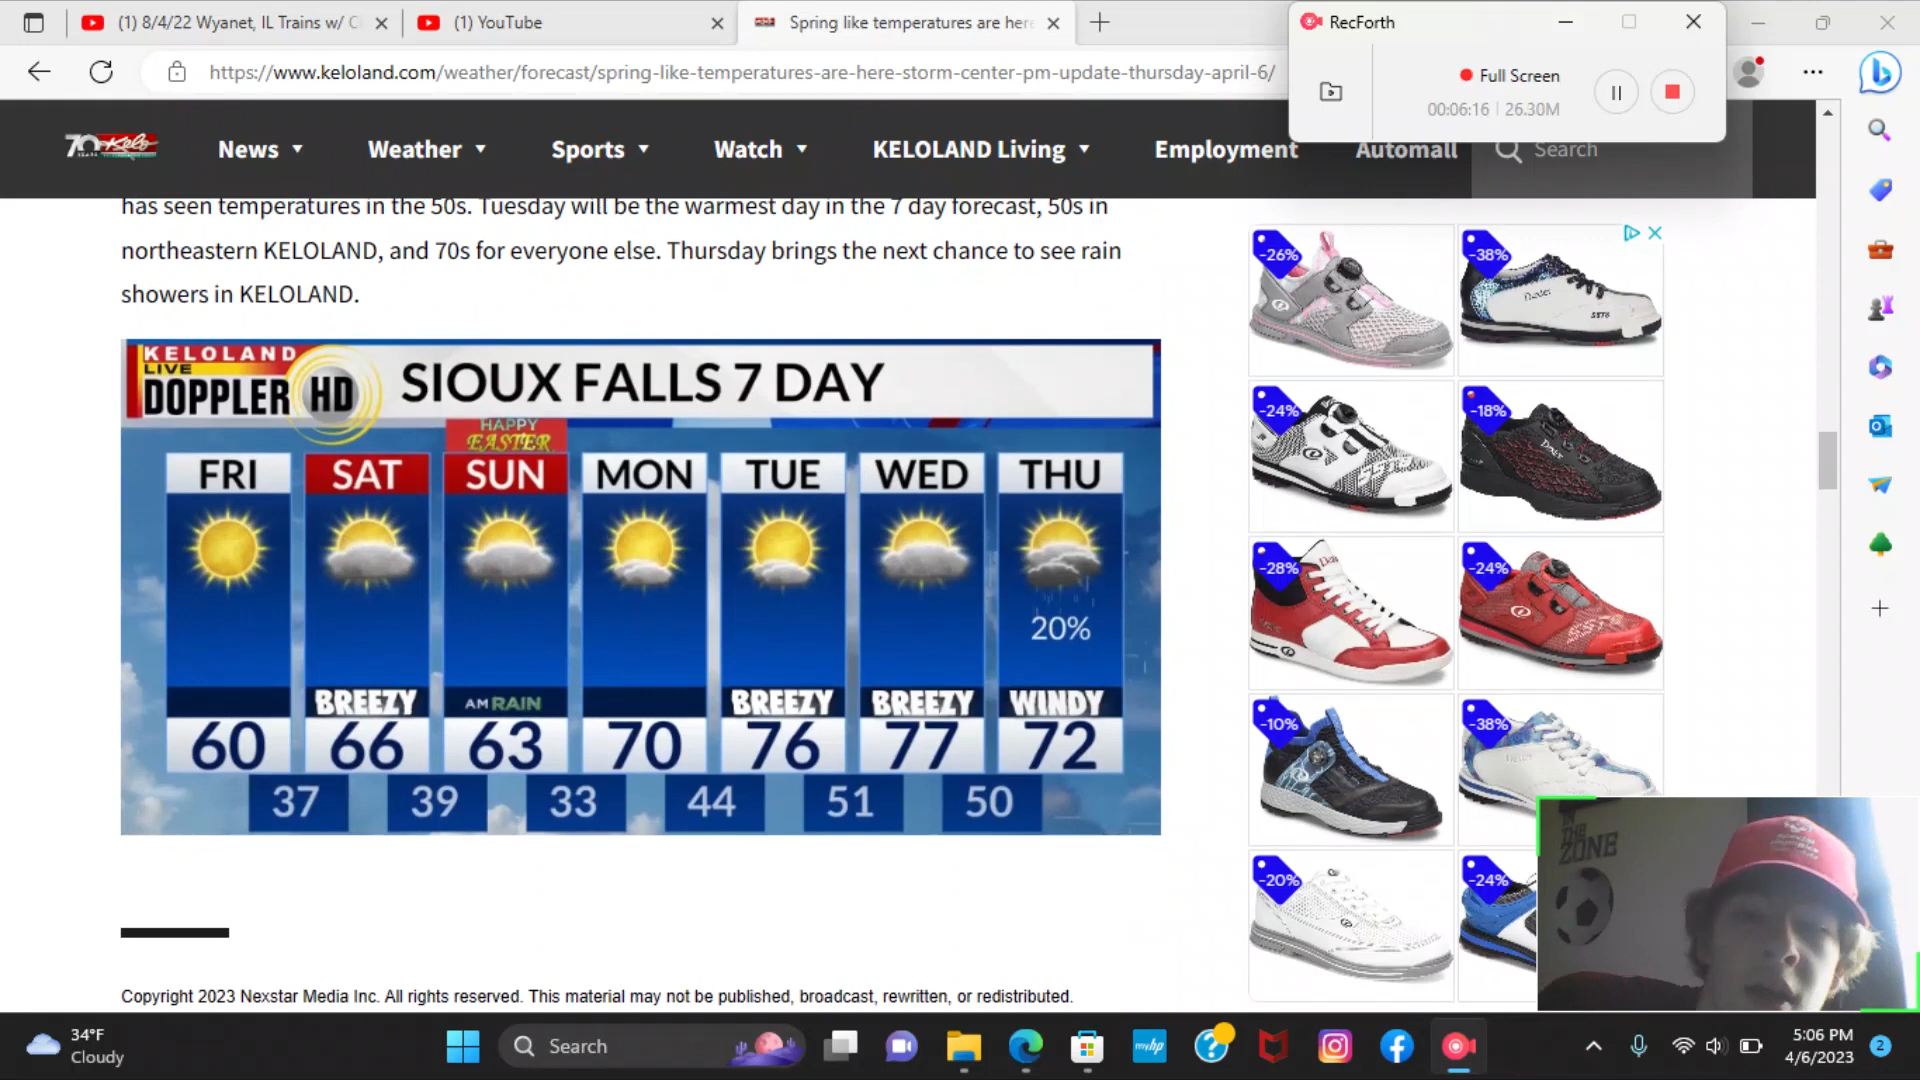 (1) 8/4/22 Wyanet, IL Trains w/ C
(1) YouTube
Spring like temperatures are here
RecForth
https://www.keloland.com/weather/forecast/spring-like-temperatures-are-here-storm-center-pm-update-thursday-april-6/
Full Screen
00:06:16 | 26.30M
70 Kelo
News
Weather
Sports
Watch
KELOLAND Living
Employment
Automall
Search
has seen temperatures in the 50s. Tuesday will be the warmest day in the 7 day forecast, 50s in
northeastern KELOLAND, and 70s for everyone else. Thursday brings the next chance to see rain
showers in KELOLAND.
KELOLAND
LIVE
DOPPLER HD
SIOUX FALLS 7 DAY
HAPPY
EASTER
FRI SAT SUN MON TUE WED THU
20%
BREEZY AM RAIN BREEZY BREEZY WINDY
60 66 63 70 76 77 72
37 39 33 44 51 50
-26% -38%
-24% -18%
-28% -24%
-10% -38%
-20% -24%
IN
THE
ZONE
Copyright 2023 Nexstar Media Inc. All rights reserved. This material may not be published, broadcast, rewritten, or redistributed.
34°F
Cloudy
Search
myhp
5:06 PM
4/6/2023
2